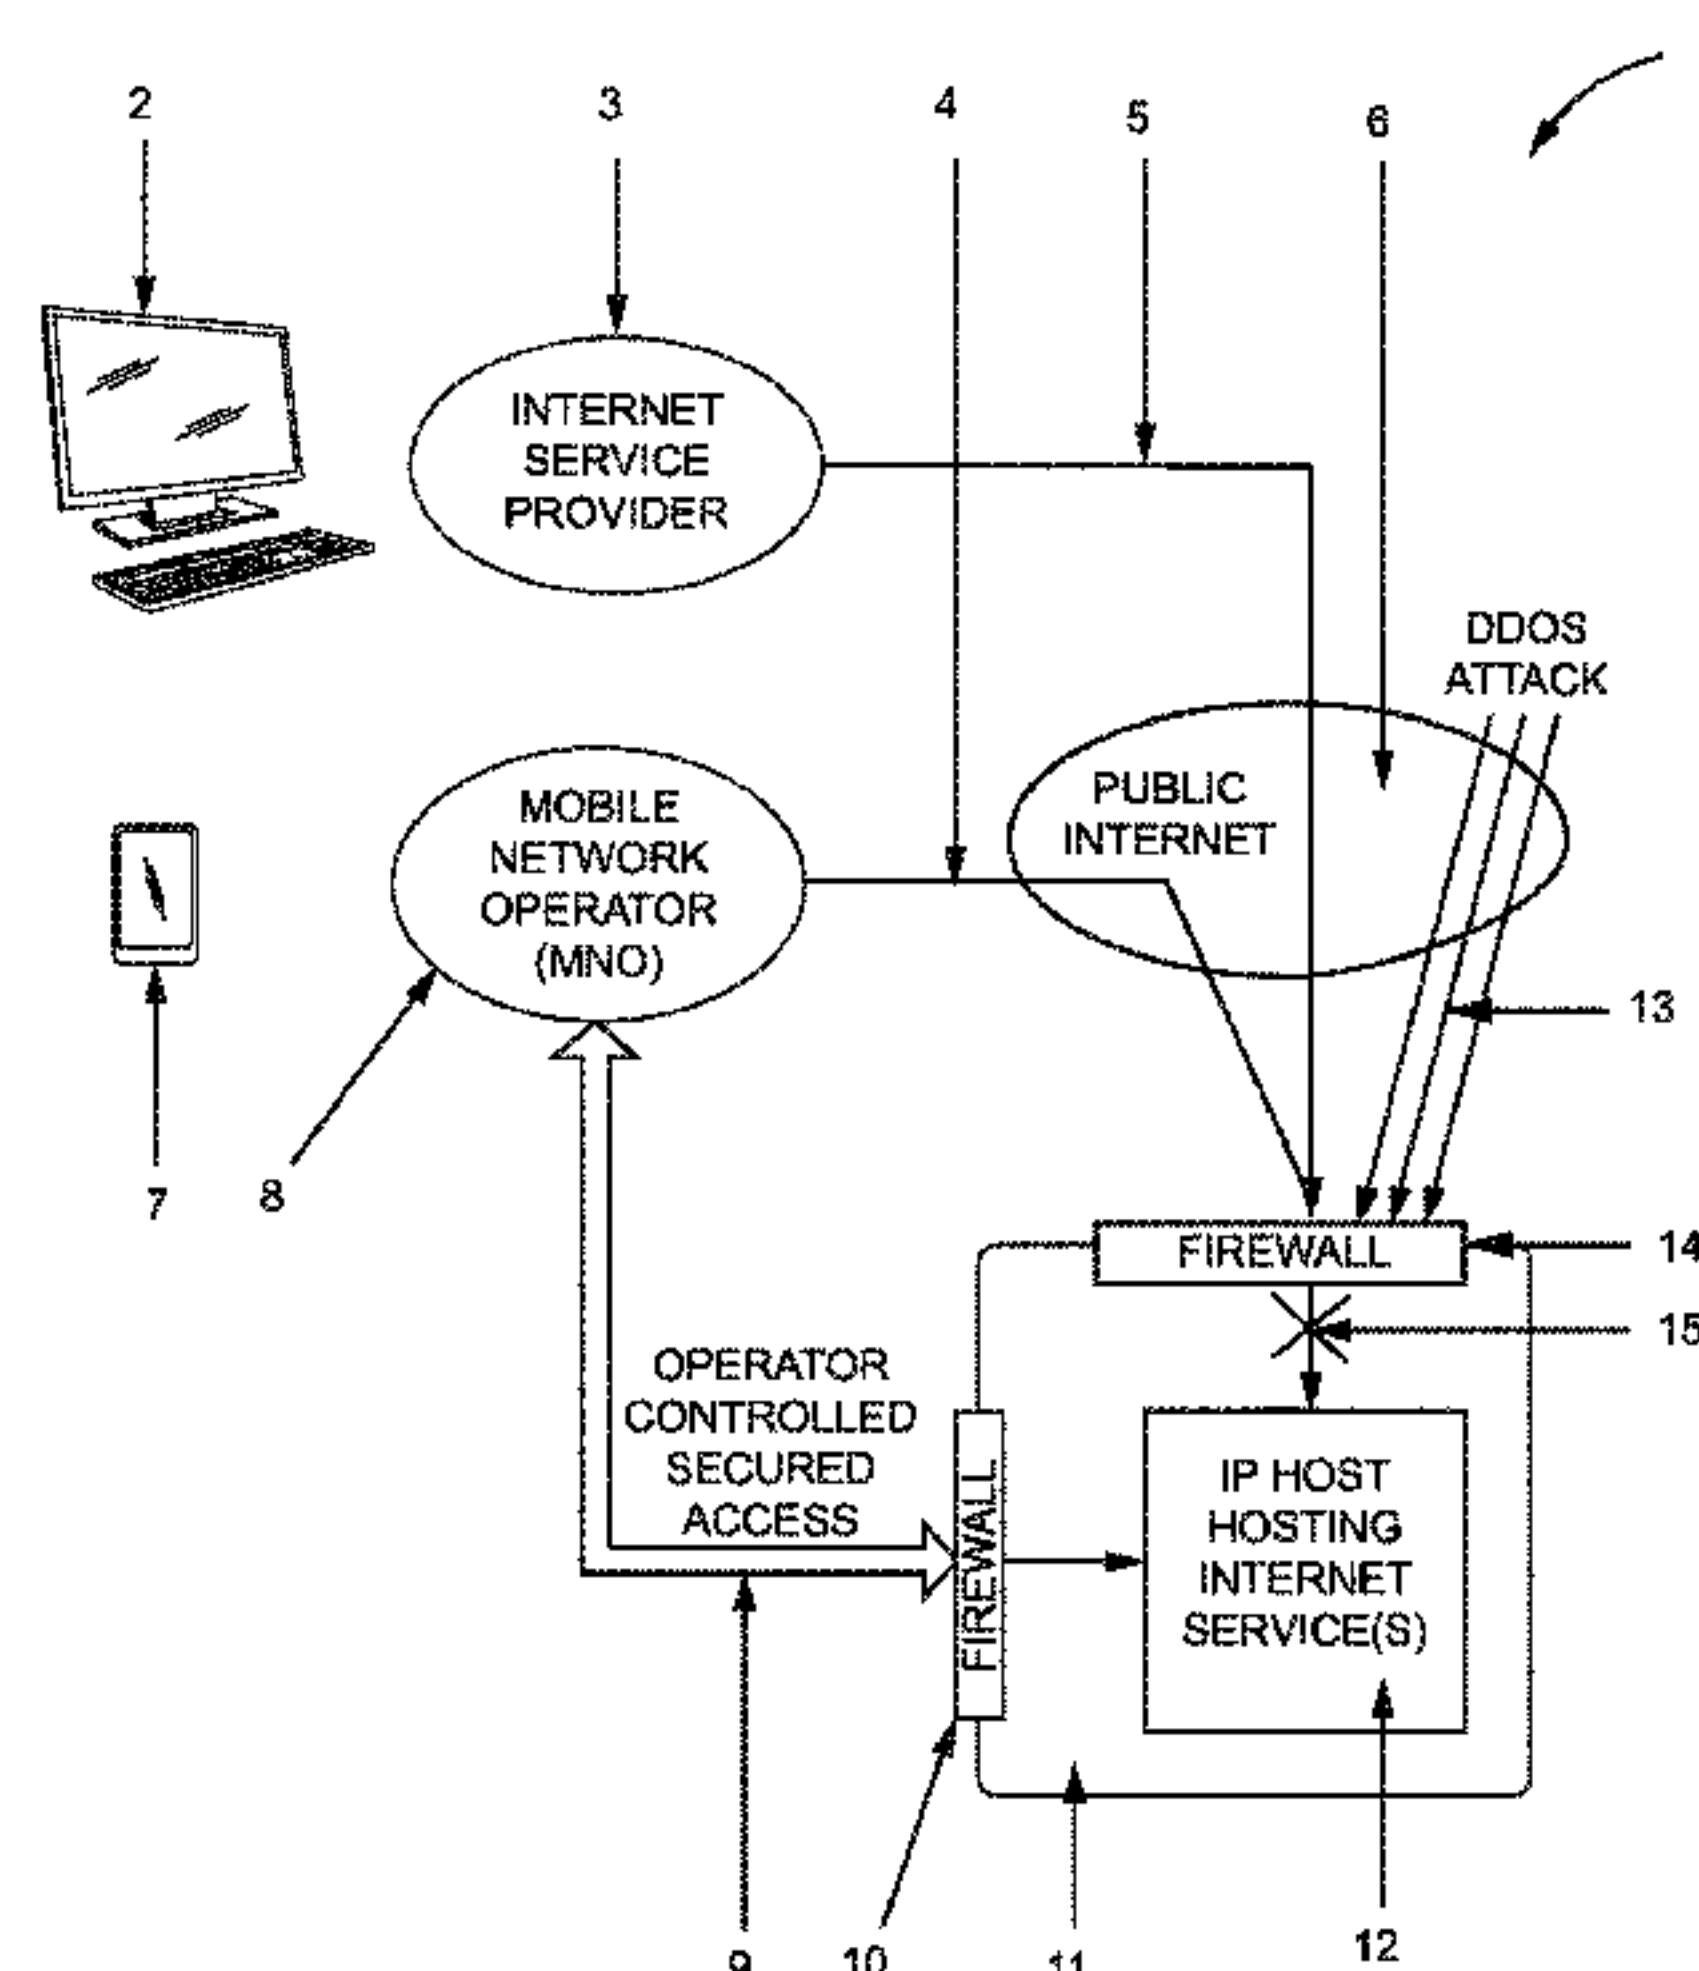 2
3
4
5
6
INTERNET
SERVICE
PROVIDER
DDOS
ATTACK
MOBILE
NETWORK
OPERATOR
(MNO)
PUBLIC
INTERNET
13
7
8
FIREWALL
14
15
OPERATOR
CONTROLLED
SECURED
ACCESS
FIREWALL
IP HOST
HOSTING
INTERNET
SERVICE(S)
9
10
11
12